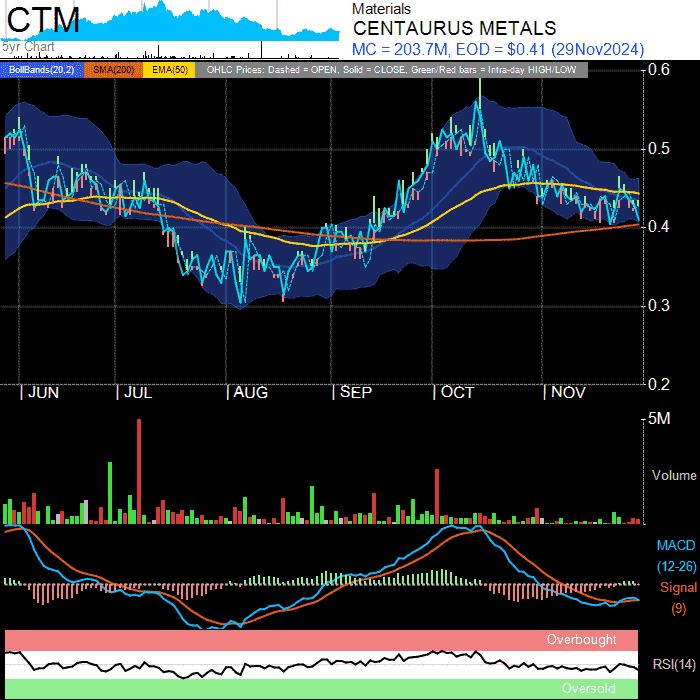 CTM
5yr Chart
Materials
CENTAURUS METALS
MC = 203.7M, EOD = $0.41 (29Nov2024)
BollBands(20,2) SMA(200) EMA(50) OHLC Prices: Dashed = OPEN, Solid = CLOSE, Green/Red bars = Intra-day HIGH/LOW
0.6
0.5
0.4
0.3
0.2
| JUN | JUL | AUG | SEP | OCT | NOV
5M
Volume
MACD
(12-26)
Signal
(9)
Overbought
RSI(14)
Oversold